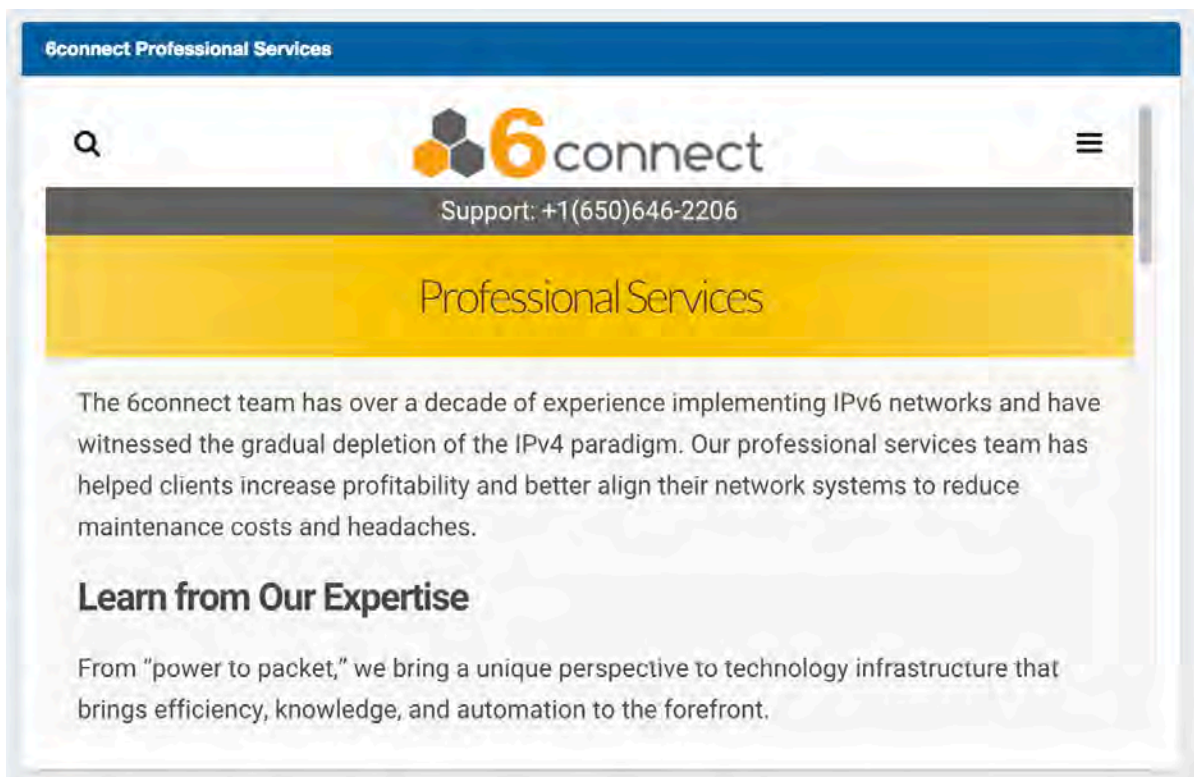 6connect Professional Services
6connect
Support: +1(650)646-2206
Professional Services
The 6connect team has over a decade of experience implementing IPv6 networks and have
witnessed the gradual depletion of the IPv4 paradigm. Our professional services team has
helped clients increase profitability and better align their network systems to reduce
maintenance costs and headaches.
Learn from Our Expertise
From “power to packet,” we bring a unique perspective to technology infrastructure that
brings efficiency, knowledge, and automation to the forefront.